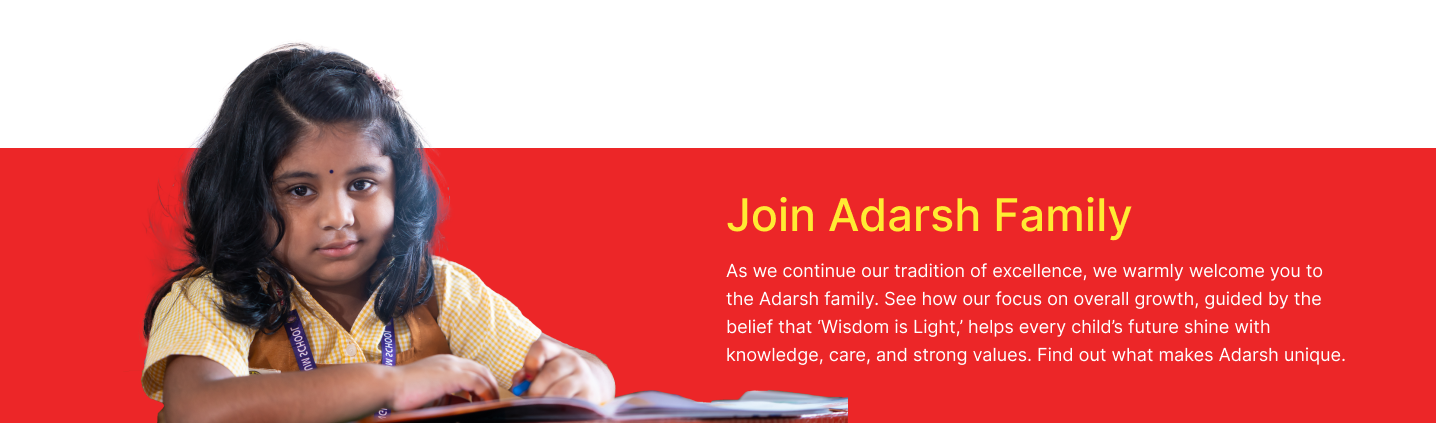 Join Adarsh Family
As we continue our tradition of excellence, we warmly welcome you to
the Adarsh family. See how our focus on overall growth, guided by the
belief that ‘Wisdom is Light,’ helps every child’s future shine with
knowledge, care, and strong values. Find out what makes Adarsh unique.
SCHOOL
SCHOOL